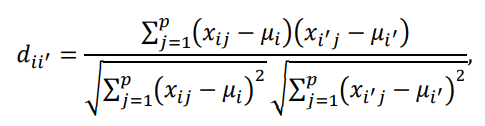 $$d_{ii'} = \frac{\sum_{j=1}^{p}(x_{ij} - \mu_i)(x_{i'j} - \mu_{i'})}{\sqrt{\sum_{j=1}^{p}(x_{ij} - \mu_i)^2}\sqrt{\sum_{j=1}^{p}(x_{i'j} - \mu_{i'})^2}},$$